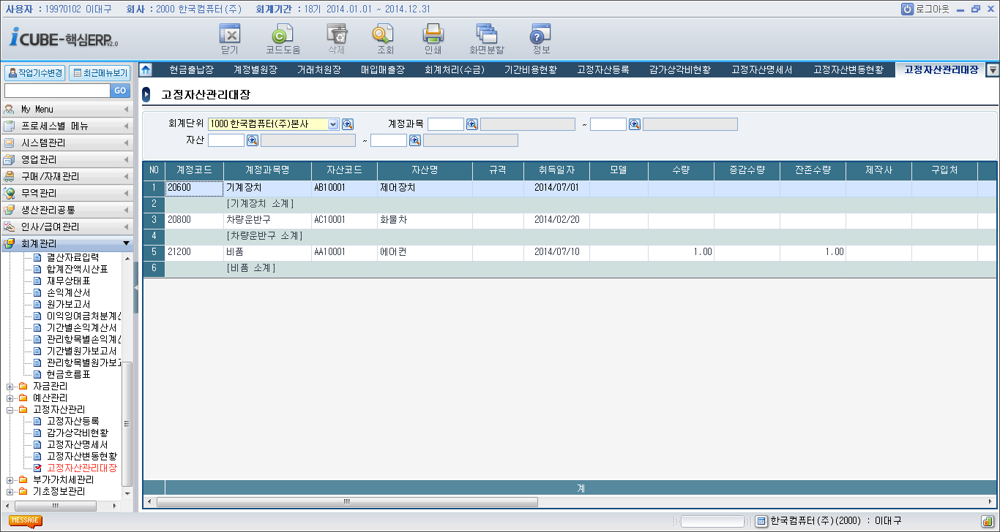 사용자 : 19970102 이대구 회사 : 2000 한국컴퓨터(주) 회계기간 : 18기 2014.01.01 ~ 2014.12.31 로그아웃
iCUBE-핵심ERP v2.0 닫기 코드도움 삭제 조회 인쇄 화면분할 정보
작업기수변경 최근메뉴보기
현금출납장 계정별원장 거래처원장 매입매출장 회계처리(수금) 기간비용현황 고정자산등록 감가상각비현황 고정자산명세서 고정자산변동현황 고정자산관리대장
GO
고정자산관리대장
My Menu
프로세스별 메뉴
시스템관리
영업관리
구매/자재관리
무역관리
생산관리공통
인사/급여관리
회계관리
결산자료입력
합계잔액시산표
재무상태표
손익계산서
원가보고서
이익잉여금처분계산
기간별손익계산서
관리항목별손익계산
기간별원가보고서
관리항목별원가보고
현금흐름표
자금관리
예산관리
고정자산관리
고정자산등록
감가상각비현황
고정자산명세서
고정자산변동현황
고정자산관리대장
부가가치세관리
기초정보관리
회계단위 1000 한국컴퓨터(주)본사 계정과목 ~
자산 ~
NO 계정코드 계정과목명 자산코드 자산명 규격 취득일자 모델 수량 증감수량 잔존수량 제작사 구입처
1 20600 기계장치 AB10001 제어장치 2014/07/01
2 [기계장치 소계]
3 20800 차량운반구 AC10001 화물차 2014/02/20
4 [차량운반구 소계]
5 21200 비품 AA10001 에어컨 2014/07/10 1.00 1.00
6 [비품 소계]
계
MESSAGE 한국컴퓨터(주)(2000) : 이대구